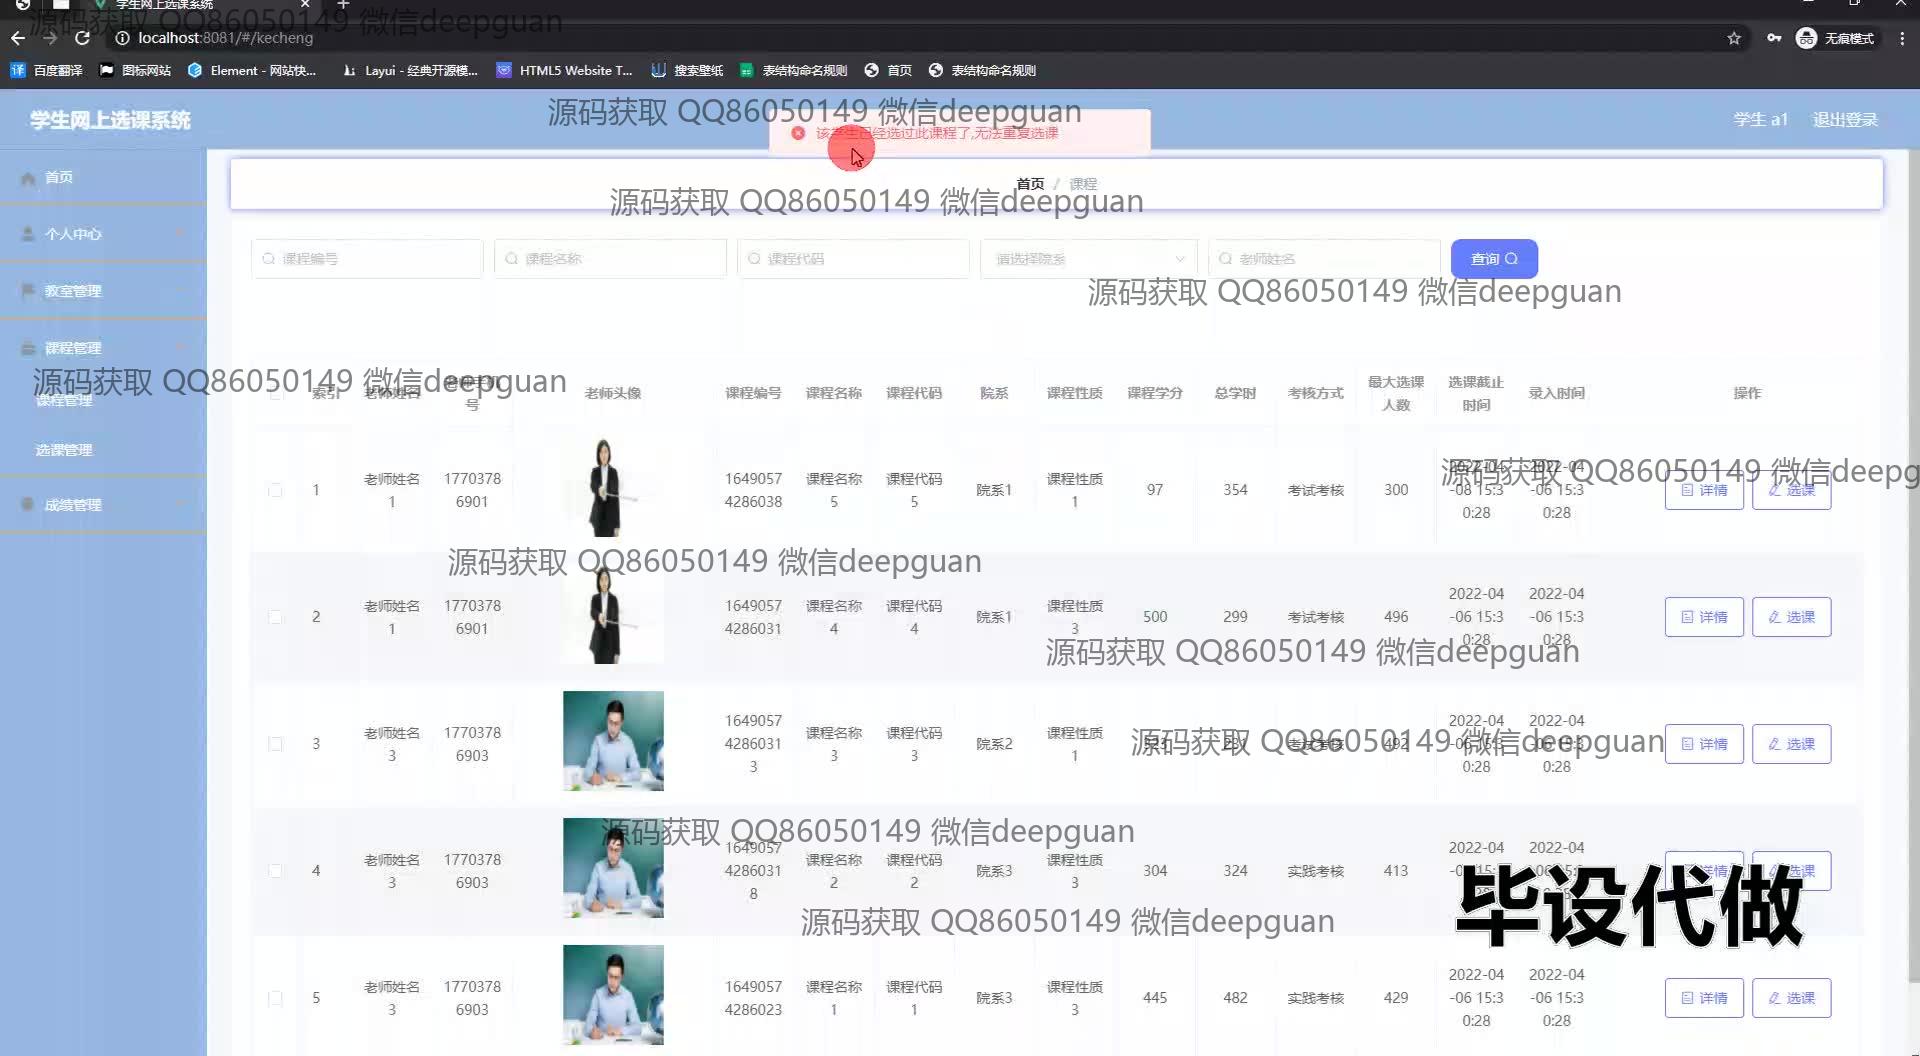 学生网上选课系统
localhost:8081/#/kecheng
无痕模式
百度翻译
图标网站
Element - 网站快...
Layui - 经典开源模...
HTML5 Website T...
搜索壁纸
表结构命名规则
首页
表结构命名规则
源码获取 QQ86050149 微信deepguan
学生网上选课系统
源码获取 QQ86050149 微信deepguan
该学生已经选过此课程了,无法重复选课
学生 a1
退出登录
首页
个人中心
教室管理
课程管理
课程管理
选课管理
成绩管理
首页 / 课程
源码获取 QQ86050149 微信deepguan
课程编号
课程名称
课程代码
请选择院系
老师姓名
查询
源码获取 QQ86050149 微信deepguan
源码获取 QQ86050149 微信deepguan
索引 老师姓名 老师手机号 老师头像 课程编号 课程名称 课程代码 院系 课程性质 课程学分 总学时 考核方式 最大选课人数 选课截止时间 录入时间 操作
源码获取 QQ86050149 微信deepguan
1 老师姓名1 17703786901 16490574286038 课程名称5 课程代码5 院系1 课程性质1 97 354 考试考核 300 2022-04-08 15:30:28 2022-04-06 15:30:28 详情 选课
源码获取 QQ86050149 微信deepguan
2 老师姓名1 17703786901 16490574286031 课程名称4 课程代码4 院系1 课程性质3 500 299 考试考核 496 2022-04-06 15:30:28 2022-04-06 15:30:28 详情 选课
源码获取 QQ86050149 微信deepguan
3 老师姓名3 17703786903 164905742860313 课程名称3 课程代码3 院系2 课程性质1 考试考核 492 2022-04-06 15:30:28 2022-04-06 15:30:28 详情 选课
源码获取 QQ86050149 微信deepguan
源码获取 QQ86050149 微信deepguan
4 老师姓名3 17703786903 164905742860318 课程名称2 课程代码2 院系3 课程性质3 304 324 实践考核 413 2022-04 2022-04 详情 选课
毕设代做
源码获取 QQ86050149 微信deepguan
5 老师姓名3 17703786903 16490574286023 课程名称1 课程代码1 院系3 课程性质3 445 482 实践考核 429 2022-04-06 15:30:28 2022-04-06 15:30:28 详情 选课